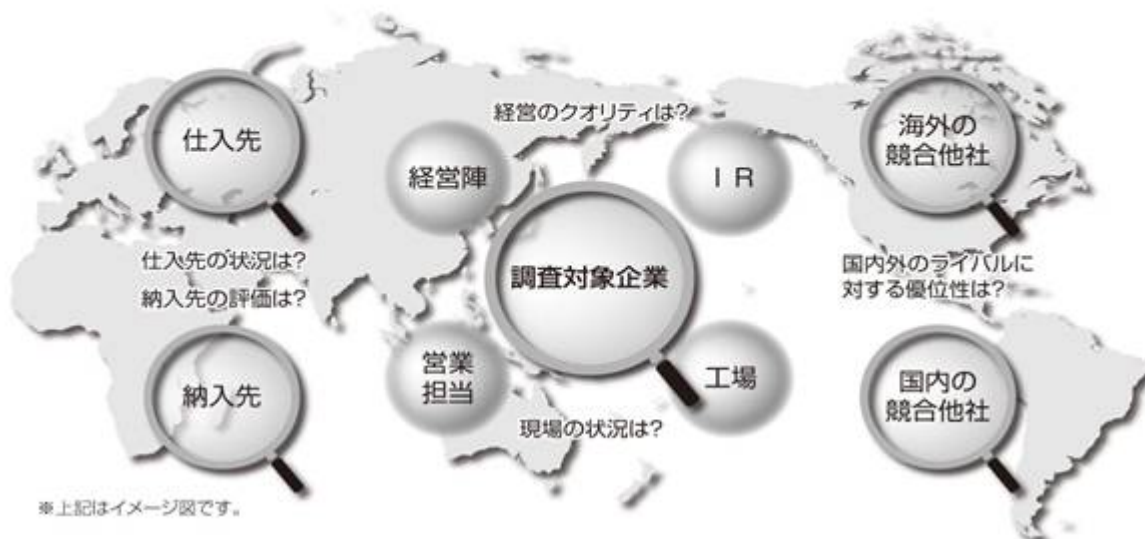 仕入先
仕入先の状況は?
納入先の評価は?
納入先
経営のクオリティは?
経営陣
I R
調査対象企業
営業
担当
工場
現場の状況は?
海外の
競合他社
国内外のライバルに
対する優位性は?
国内の
競合他社
※上記はイメージ図です。